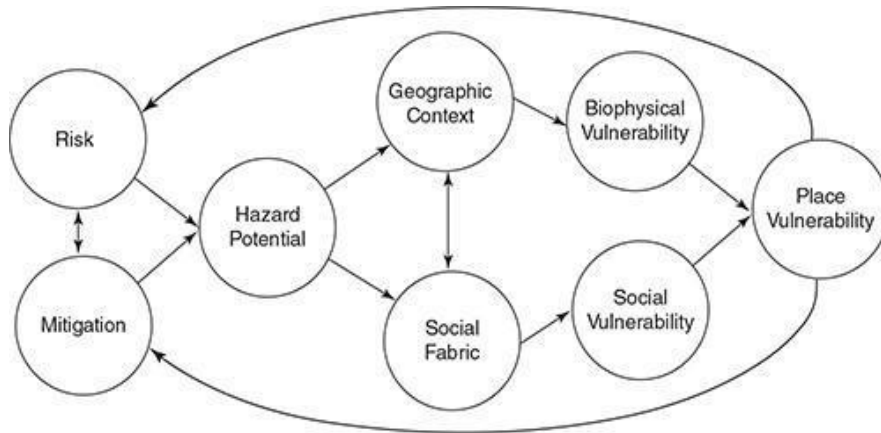 Risk
Mitigation
Hazard
Potential
Geographic
Context
Social
Fabric
Biophysical
Vulnerability
Social
Vulnerability
Place
Vulnerability